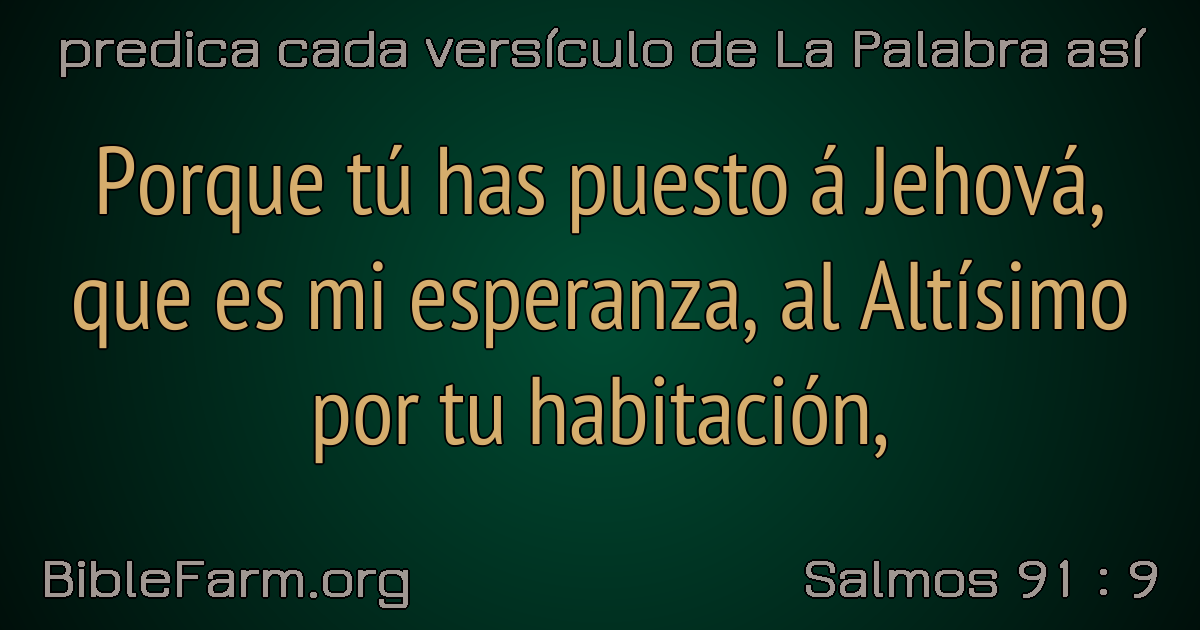 predica cada versículo de La Palabra así
Porque tú has puesto á Jehová,
que es mi esperanza, al Altísimo
por tu habitación,
BibleFarm.org
Salmos 91 : 9